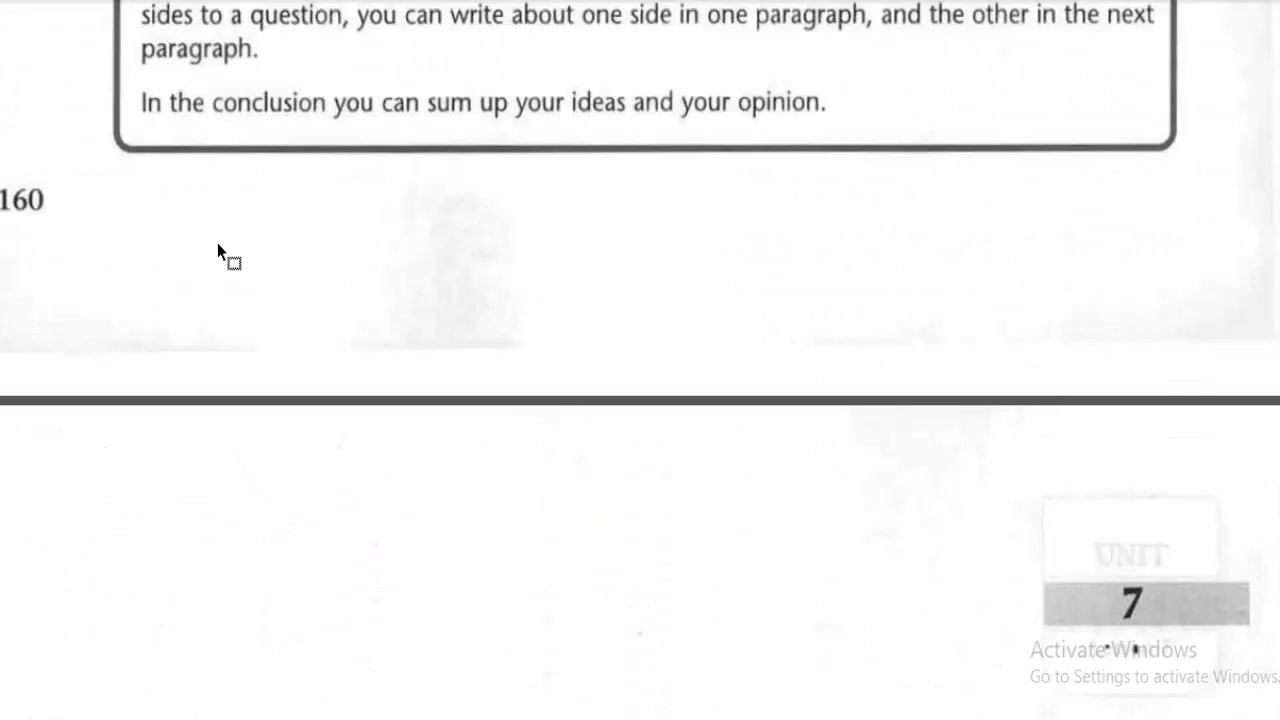 sides to a question, you can write about one side in one paragraph, and the other in the next
paragraph.
In the conclusion you can sum up your ideas and your opinion.
160
UNIT
7
Activate Windows
Go to Settings to activate Windows.